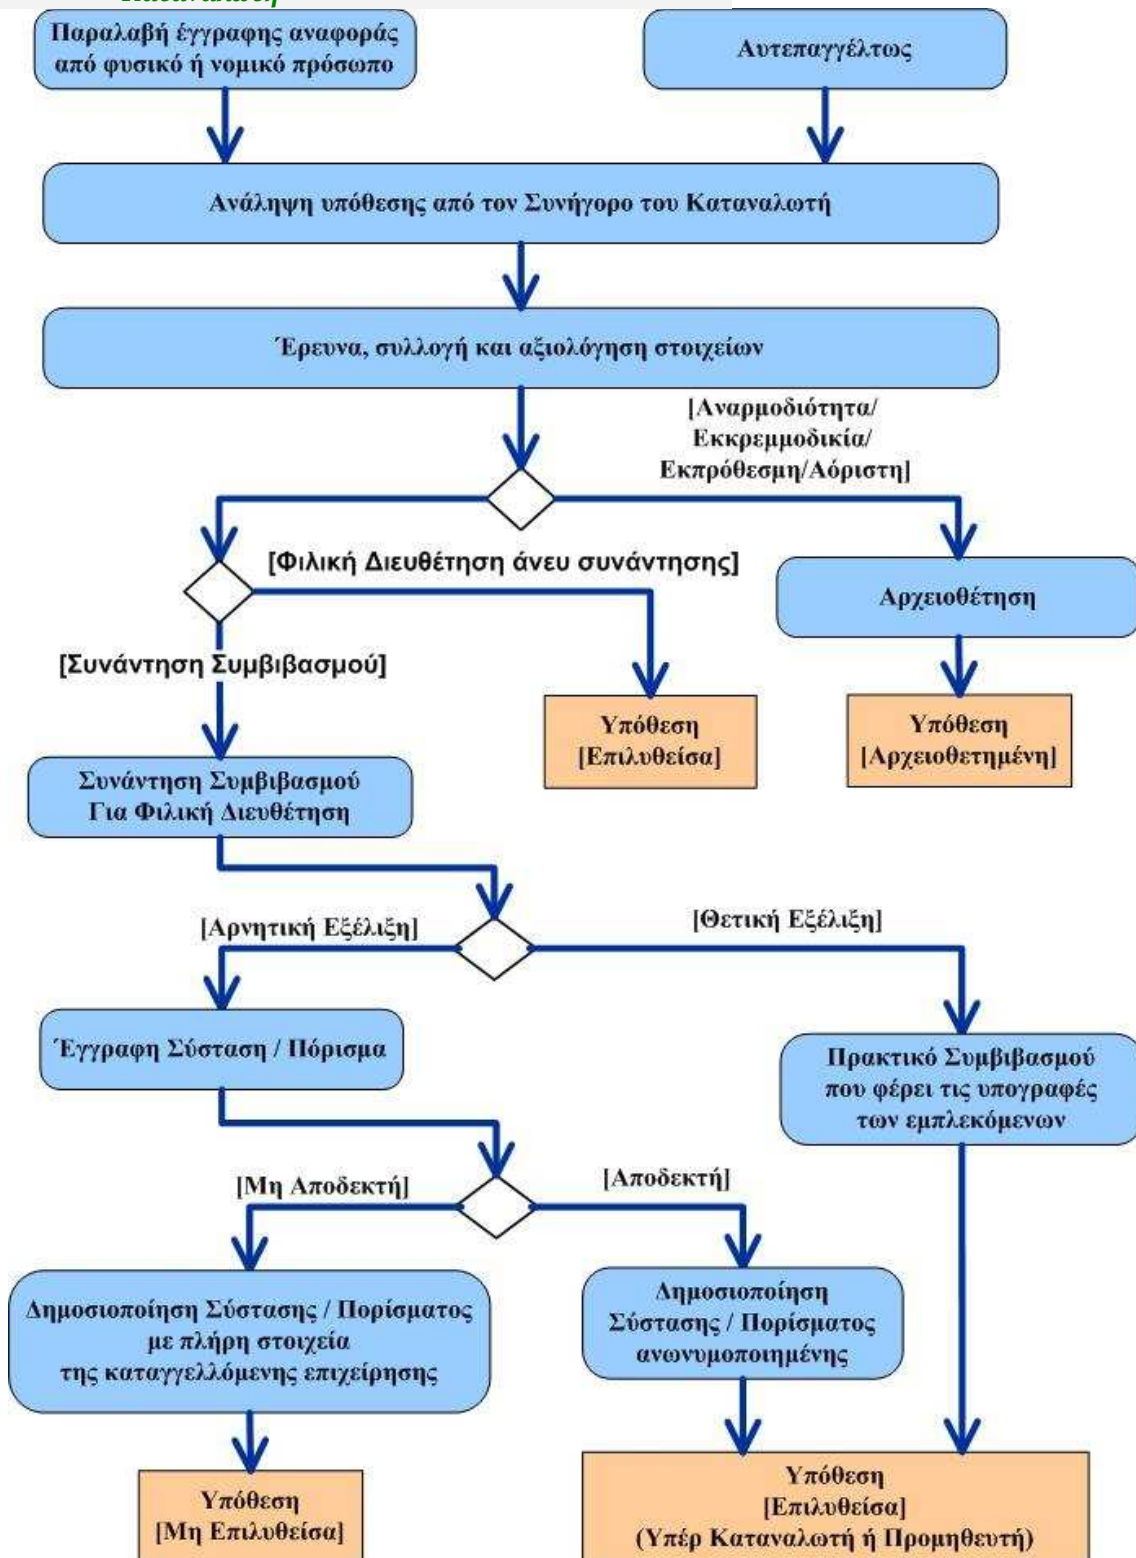 Παραλαβή έγγραφης αναφοράς
από φυσικό ή νομικό πρόσωπο
Αυτεπαγγέλτως
Ανάληψη υπόθεσης από τον Συνήγορο του Καταναλωτή
Έρευνα, συλλογή και αξιολόγηση στοιχείων
[Αναρμοδιότητα/
Εκκρεμμοδικία/
Εκπρόθεσμη/Αόριστη]
[Φιλική Διευθέτηση άνευ συνάντησης]
Αρχειοθέτηση
[Συνάντηση Συμβιβασμού]
Υπόθεση
[Επιλυθείσα]
Υπόθεση
[Αρχειοθετημένη]
Συνάντηση Συμβιβασμού
Για Φιλική Διευθέτηση
[Αρνητική Εξέλιξη]
[Θετική Εξέλιξη]
Έγγραφη Σύσταση / Πόρισμα
Πρακτικό Συμβιβασμού
που φέρει τις υπογραφές
των εμπλεκόμενων
[Μη Αποδεκτή]
[Αποδεκτή]
Δημοσιοποίηση Σύστασης / Πορίσματος
με πλήρη στοιχεία
της καταγγελλόμενης επιχείρησης
Δημοσιοποίηση
Σύστασης / Πορίσματος
ανωνυμοποιημένης
Υπόθεση
[Μη Επιλυθείσα]
Υπόθεση
[Επιλυθείσα]
(Υπέρ Καταναλωτή ή Προμηθευτή)